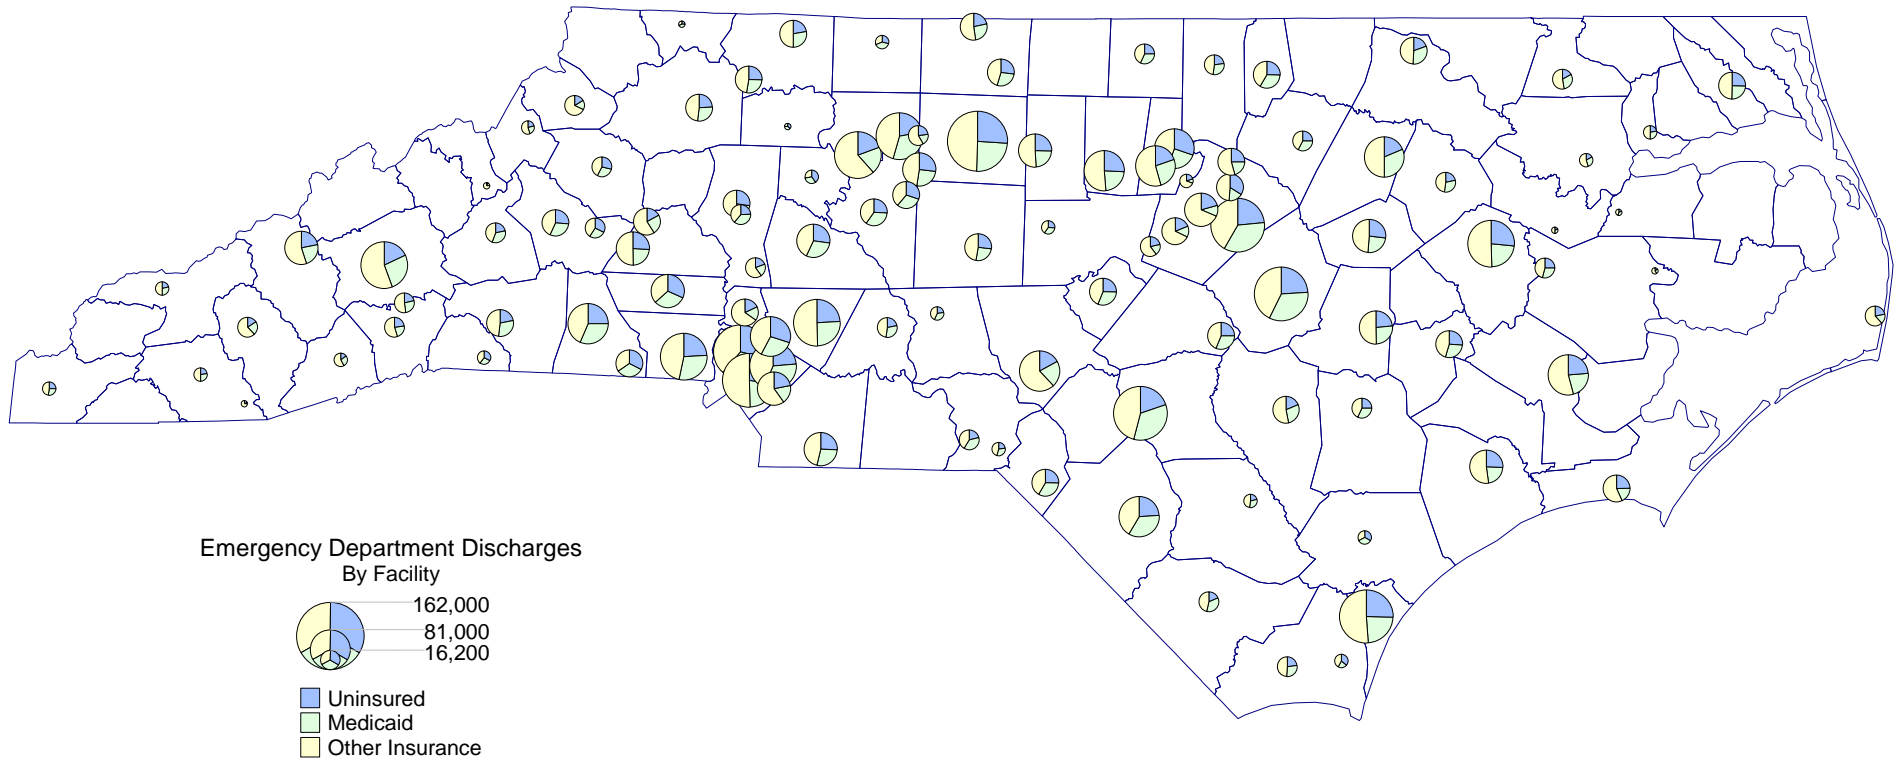 Emergency Department Discharges
By Facility
162,000
81,000
16,200
Uninsured
Medicaid
Other Insurance